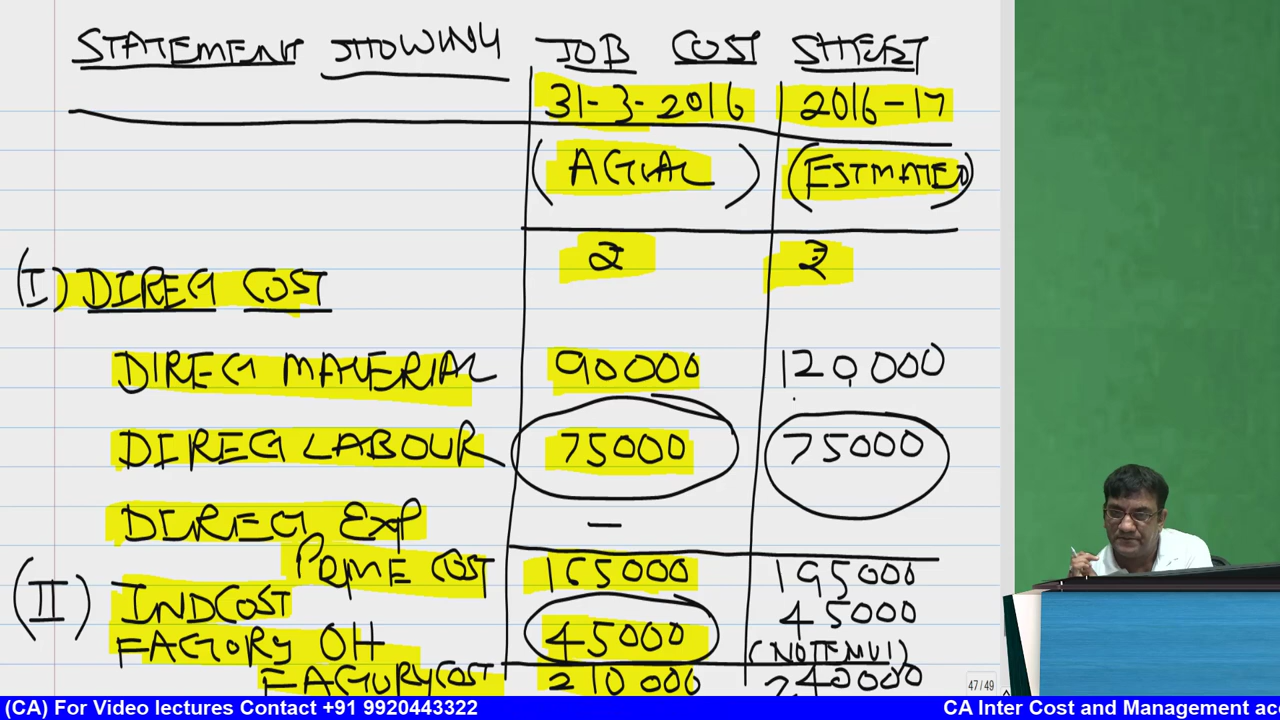 STATEMENT SHOWING JOB COST SHEET
31-3-2016 2016-17
(ACTUAL) (ESTMATED)
₹ ₹
(I) DIRECT COST
DIRECT MATERIAL 90000 120000
DIRECT LABOUR 75000 75000
DIRECT EXP —
PRIME COST 165000 195000
(II) IND COST 45000
FACTORY OH 45000 (NOTE NO 1)
FACTORY COST 210000 240000
47/49
(CA) For Video lectures Contact +91 9920443322 CA Inter Cost and Management ac